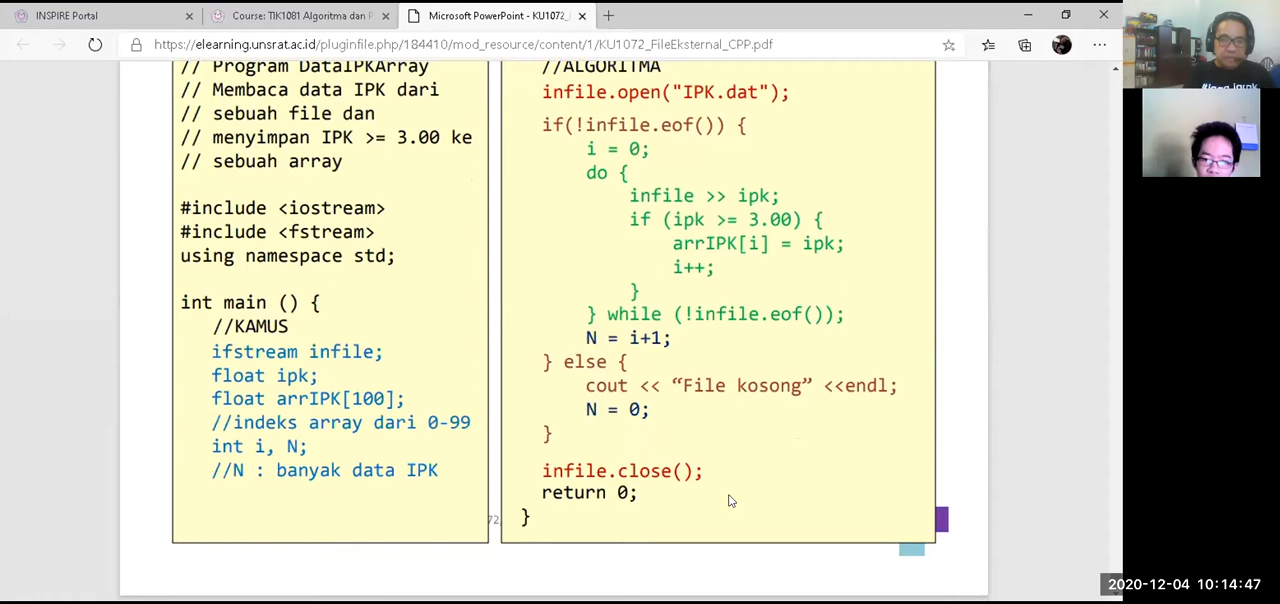 INSPIRE Portal
Course: TIK1081 Algoritma dan P
Microsoft PowerPoint - KU1072_
https://elearning.unsrat.ac.id/pluginfile.php/184410/mod_resource/content/1/KU1072_FileEksternal_CPP.pdf
// Program DataIPKArray
// Membaca data IPK dari
// sebuah file dan
// menyimpan IPK >= 3.00 ke
// sebuah array
#include <iostream>
#include <fstream>
using namespace std;
int main () {
//KAMUS
ifstream infile;
float ipk;
float arrIPK[100];
//indeks array dari 0-99
int i, N;
//N : banyak data IPK
//ALGORITMA
infile.open("IPK.dat");
if(!infile.eof()) {
i = 0;
do {
infile >> ipk;
if (ipk >= 3.00) {
arrIPK[i] = ipk;
i++;
}
} while (!infile.eof());
N = i+1;
} else {
cout << “File kosong” <<endl;
N = 0;
}
infile.close();
return 0;
}
72
2020-12-04 10:14:47